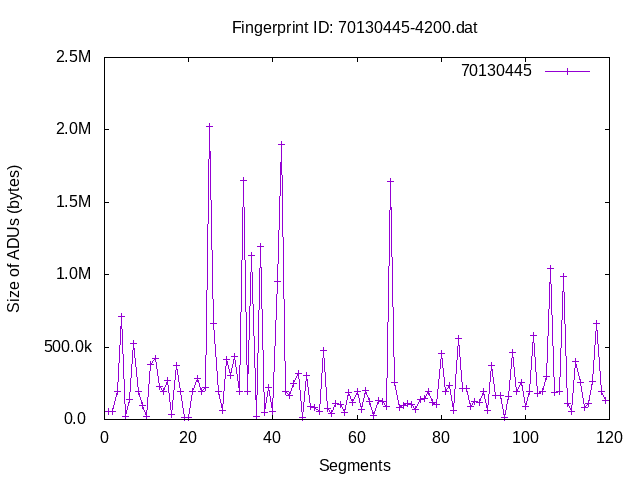 Fingerprint ID: 70130445-4200.dat
70130445
2.5M
2.0M
1.5M
1.0M
500.0k
0.0
Size of ADUs (bytes)
0 20 40 60 80 100 120
Segments